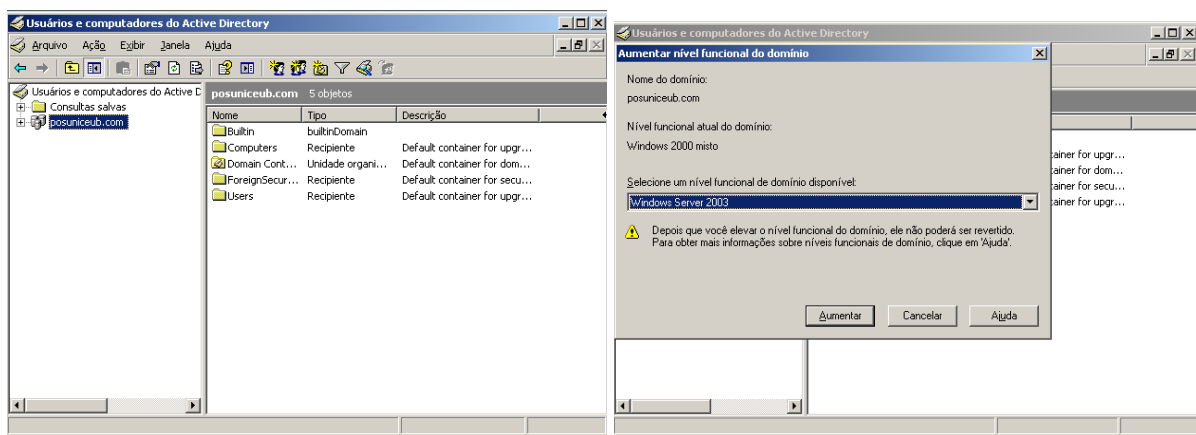 Usuários e computadores do Active Directory
Arquivo Ação Exibir Janela Ajuda
Usuários e computadores do Active D
Consultas salvas
posuniceub.com
posuniceub.com 5 objetos
Nome Tipo Descrição
Builtin builtinDomain
Computers Recipiente Default container for upgr...
Domain Cont... Unidade organi... Default container for dom...
ForeignSecur... Recipiente Default container for secu...
Users Recipiente Default container for upgr...
Usuários e computadores do Active Directory
Aumentar nível funcional do domínio
Nome do domínio:
posuniceub.com
Nível funcional atual do domínio:
Windows 2000 misto
Selecione um nível funcional de domínio disponível:
Windows Server 2003
Depois que você elevar o nível funcional do domínio, ele não poderá ser revertido.
Para obter mais informações sobre níveis funcionais de domínio, clique em 'Ajuda'.
Aumentar Cancelar Ajuda
tainer for upgr...
tainer for dom...
tainer for secu...
tainer for upgr...